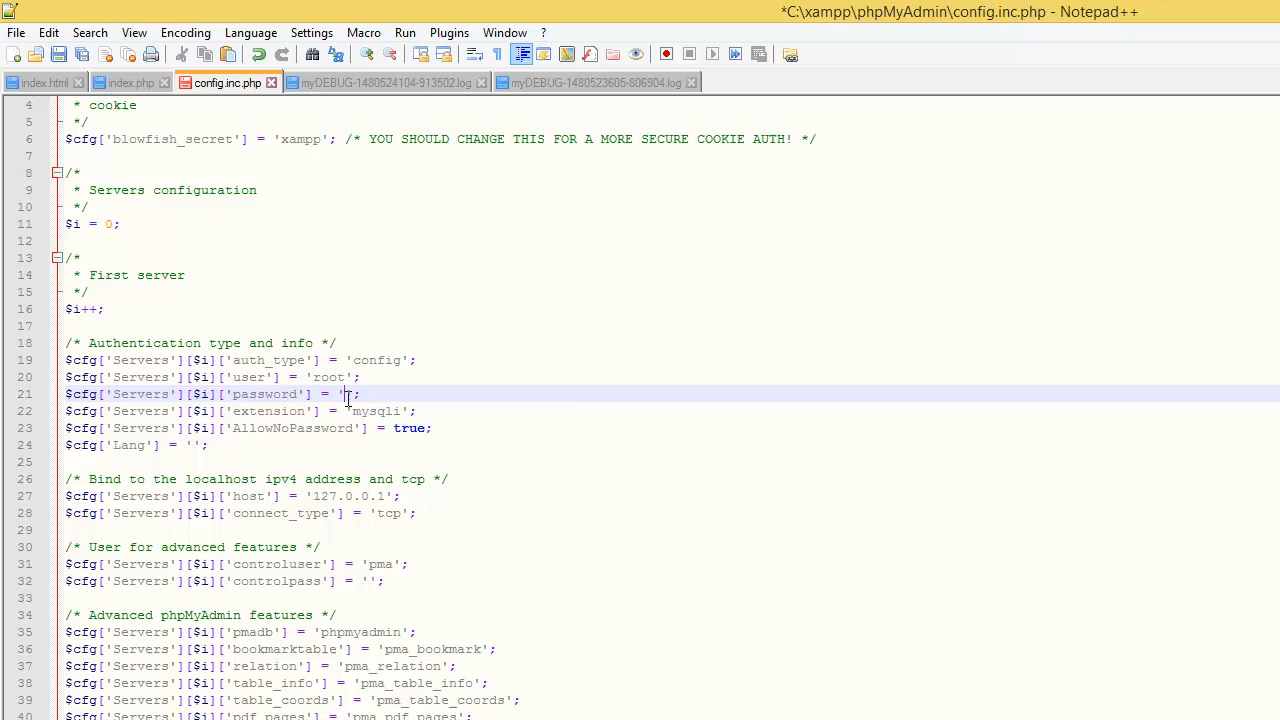 *C:\xampp\phpMyAdmin\config.inc.php - Notepad++
File Edit Search View Encoding Language Settings Macro Run Plugins Window ?
index.html index.php config.inc.php myDEBUG-1480524104-913502.log myDEBUG-1480523605-806904.log
4 * cookie
5 */
6 $cfg['blowfish_secret'] = 'xampp'; /* YOU SHOULD CHANGE THIS FOR A MORE SECURE COOKIE AUTH! */
7
8 /*
9 * Servers configuration
10 */
11 $i = 0;
12
13 /*
14 * First server
15 */
16 $i++;
17
18 /* Authentication type and info */
19 $cfg['Servers'][$i]['auth_type'] = 'config';
20 $cfg['Servers'][$i]['user'] = 'root';
21 $cfg['Servers'][$i]['password'] = '';
22 $cfg['Servers'][$i]['extension'] = 'mysqli';
23 $cfg['Servers'][$i]['AllowNoPassword'] = true;
24 $cfg['Lang'] = '';
25
26 /* Bind to the localhost ipv4 address and tcp */
27 $cfg['Servers'][$i]['host'] = '127.0.0.1';
28 $cfg['Servers'][$i]['connect_type'] = 'tcp';
29
30 /* User for advanced features */
31 $cfg['Servers'][$i]['controluser'] = 'pma';
32 $cfg['Servers'][$i]['controlpass'] = '';
33
34 /* Advanced phpMyAdmin features */
35 $cfg['Servers'][$i]['pmadb'] = 'phpmyadmin';
36 $cfg['Servers'][$i]['bookmarktable'] = 'pma_bookmark';
37 $cfg['Servers'][$i]['relation'] = 'pma_relation';
38 $cfg['Servers'][$i]['table_info'] = 'pma_table_info';
39 $cfg['Servers'][$i]['table_coords'] = 'pma_table_coords';
40 $cfg['Servers'][$i]['pdf_pages'] = 'pma_pdf_pages';